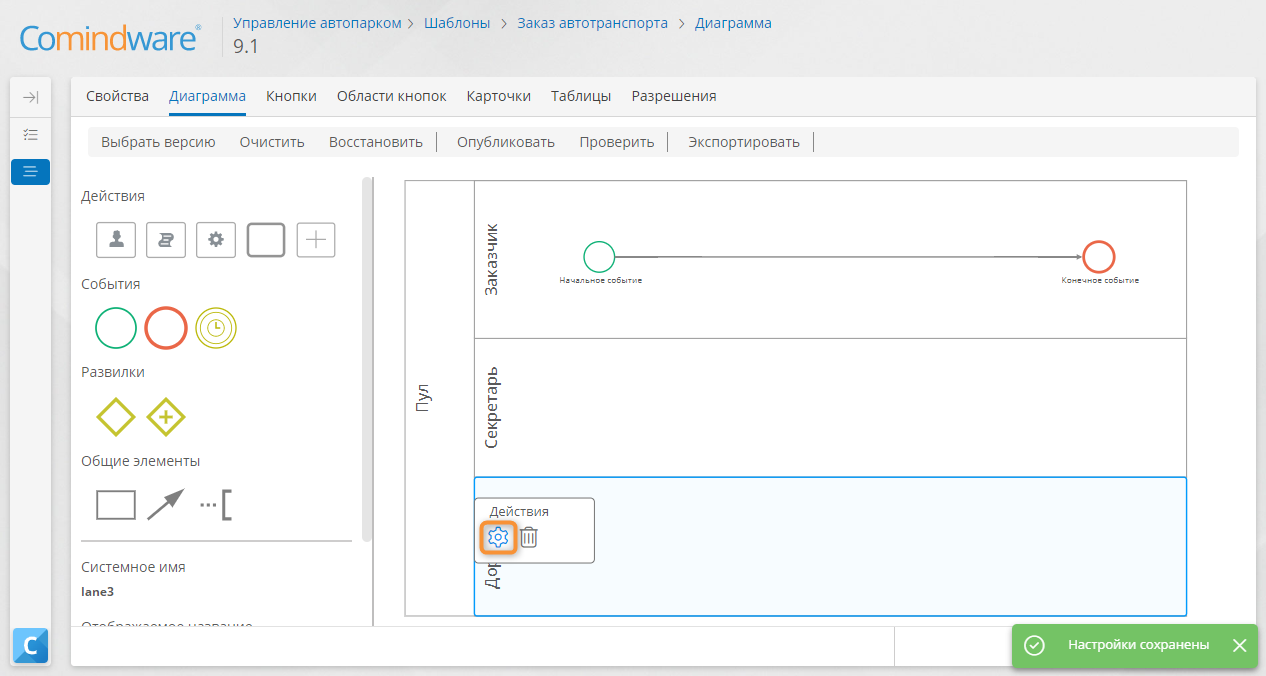 Comindware®
Управление автопарком > Шаблоны > Заказ автотранспорта > Диаграмма
9.1
Свойства Диаграмма Кнопки Области кнопок Карточки Таблицы Разрешения
Выбрать версию Очистить Восстановить Опубликовать Проверить Экспортировать
Действия
События
Развилки
Общие элементы
Системное имя
lane3
Отображаемое название
Пул
Заказчик
Начальное событие
Конечное событие
Секретарь
Действия
Дор
C
Настройки сохранены